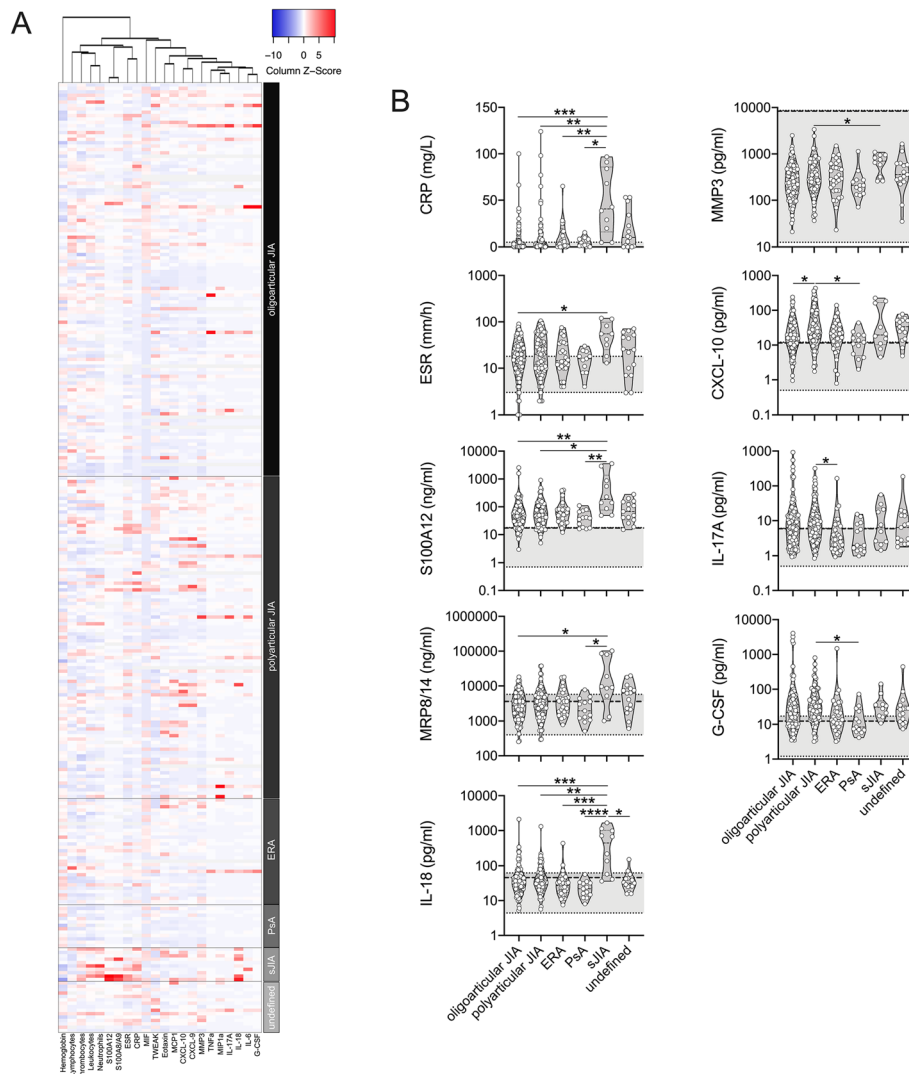 A
-10 -5 0 5
Column Z-Score
oligoarticular JIA
polyarticular JIA
ERA
PsA
sJIA
undefined
Hemoglobin
Leukocytes
Neutrophils
S100A12
S100A8/A9
ESR
CRP
MIF
TWEAK
Eotaxin
MCP1
CXCL-10
CXCL-9
MMP3
TNFa
MIP1a
IL-17A
IL-18
IL-6
G-CSF
B
CRP (mg/L)
150
100
50
0
***
**
**
*
ESR (mm/h)
1000
100
10
1
*
S100A12 (ng/ml)
10000
1000
100
10
1
0.1
**
*
**
MRP8/14 (ng/ml)
1000000
100000
10000
1000
100
*
*
IL-18 (pg/ml)
10000
1000
100
10
1
***
**
***
**** *
oligoarticular JIA
polyarticular JIA
ERA
PsA
sJIA
undefined
MMP3 (pg/ml)
10000
1000
100
10
*
CXCL-10 (pg/ml)
1000
100
10
1
0.1
* *
IL-17A (pg/ml)
1000
100
10
1
0.1
*
G-CSF (pg/ml)
10000
1000
100
10
1
*
oligoarticular JIA
polyarticular JIA
ERA
PsA
sJIA
undefined